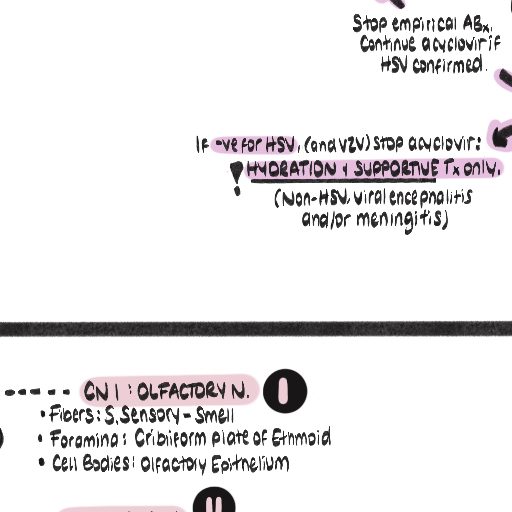 Stop empirical ABx.
Continue acyclovir if
HSV confirmed.
If -ve for HSV, (and VZV) stop acyclovir:
! HYDRATION & SUPPORTIVE Tx only.
(Non-HSV, viral encephalitis
and/or meningitis)
CN I : OLFACTORY N. I
• Fibers: S. Sensory - Smell
• Foramina: Cribiform plate of Ethmoid
• Cell Bodies: Olfactory Epithelium
II